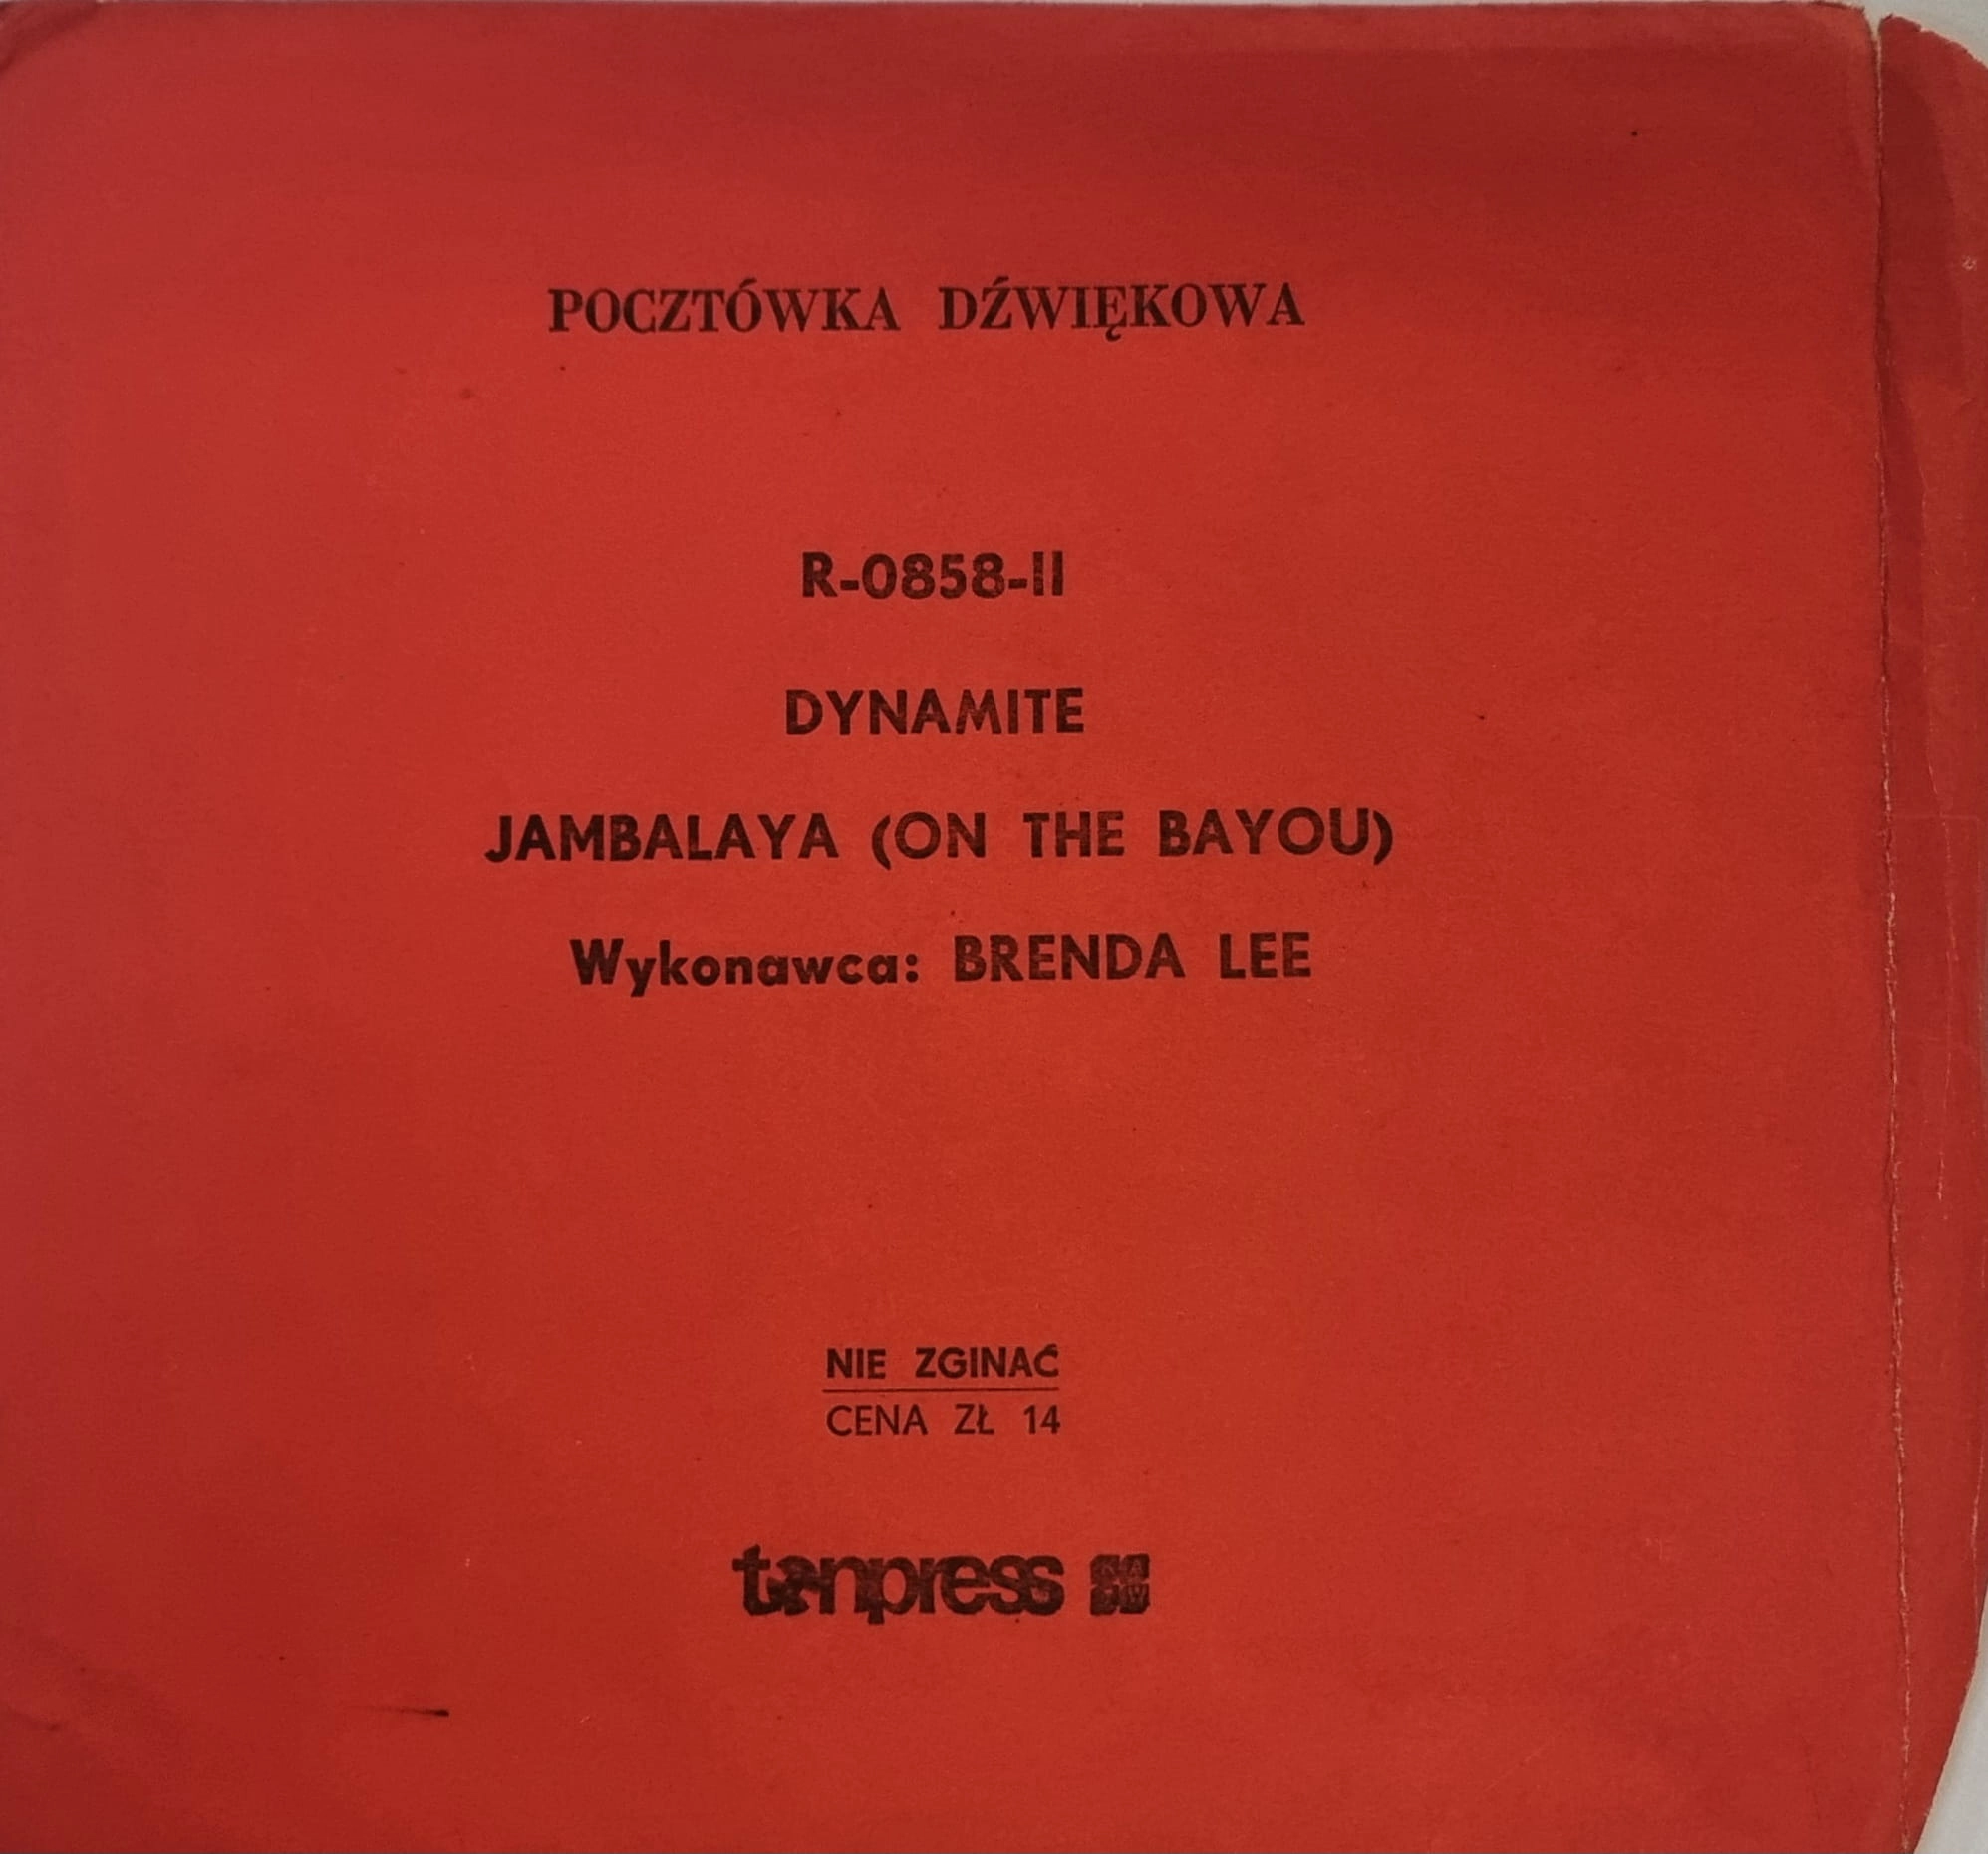 POCZTÓWKA DŹWIĘKOWA
R-0858-II
DYNAMITE
JAMBALAYA (ON THE BAYOU)
Wykonawca: BRENDA LEE
NIE ZGINAĆ
CENA ZŁ 14
tonpress